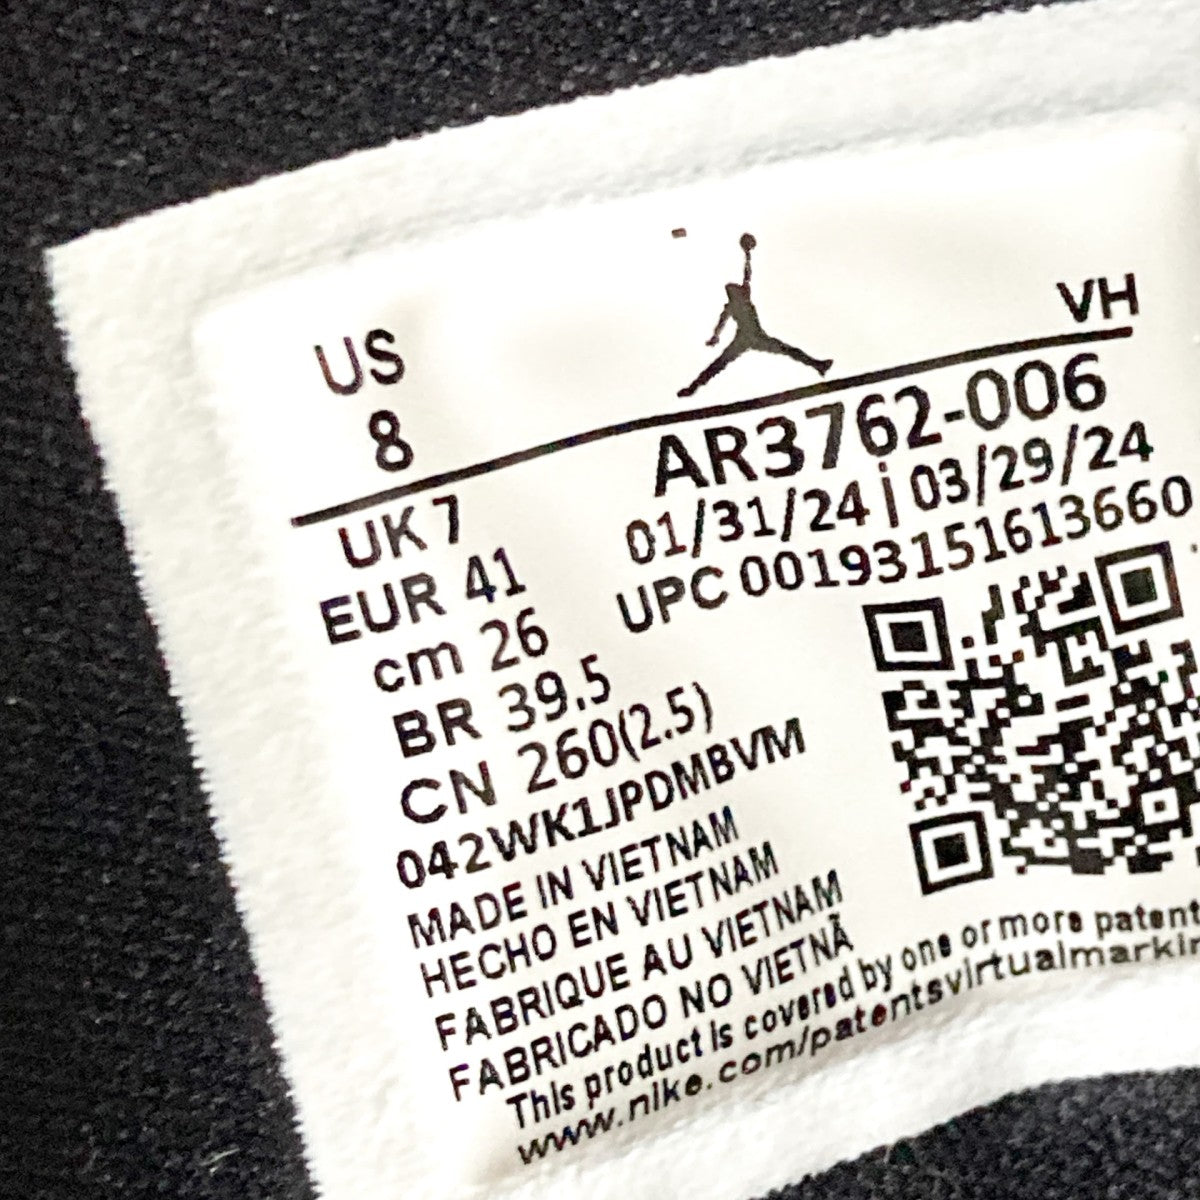 US
8
VH
UK 7
EUR 41
cm 26
BR 39.5
CN 260(2.5)
AR3762-006
01/31/24 | 03/29/24
UPC 00193151613660
042WK1JPDMBVM
MADE IN VIETNAM
HECHO EN VIETNAM
FABRIQUE AU VIETNAM
FABRICADO NO VIETNÃ
This product is covered by one or more patent
www.nike.com/patentsvirtualmarkin